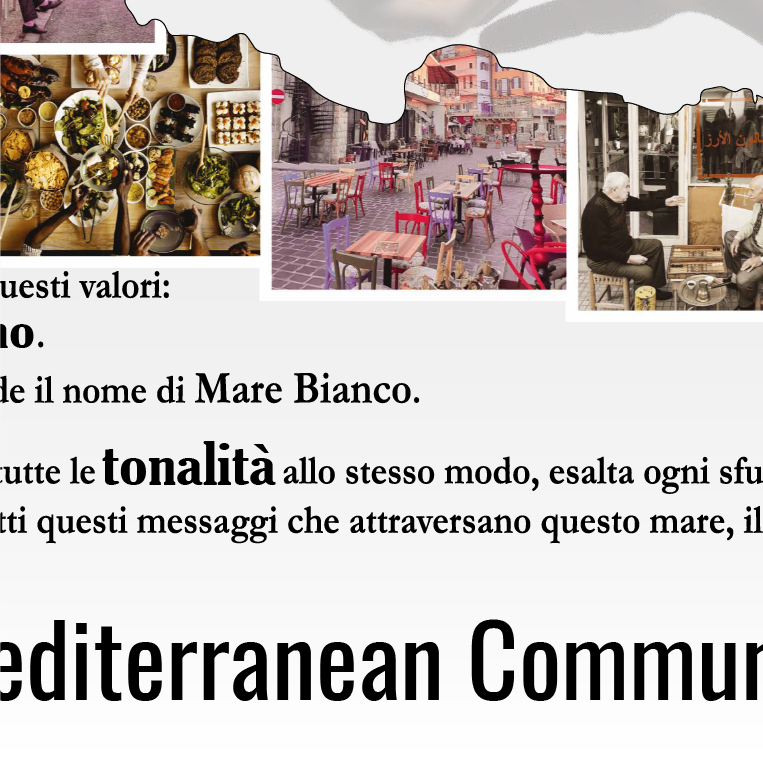 الأرز
uesti valori:
no.
de il nome di Mare Bianco.
tutte le tonalità allo stesso modo, esalta ogni sfu
tti questi messaggi che attraversano questo mare, il
editerranean Commun